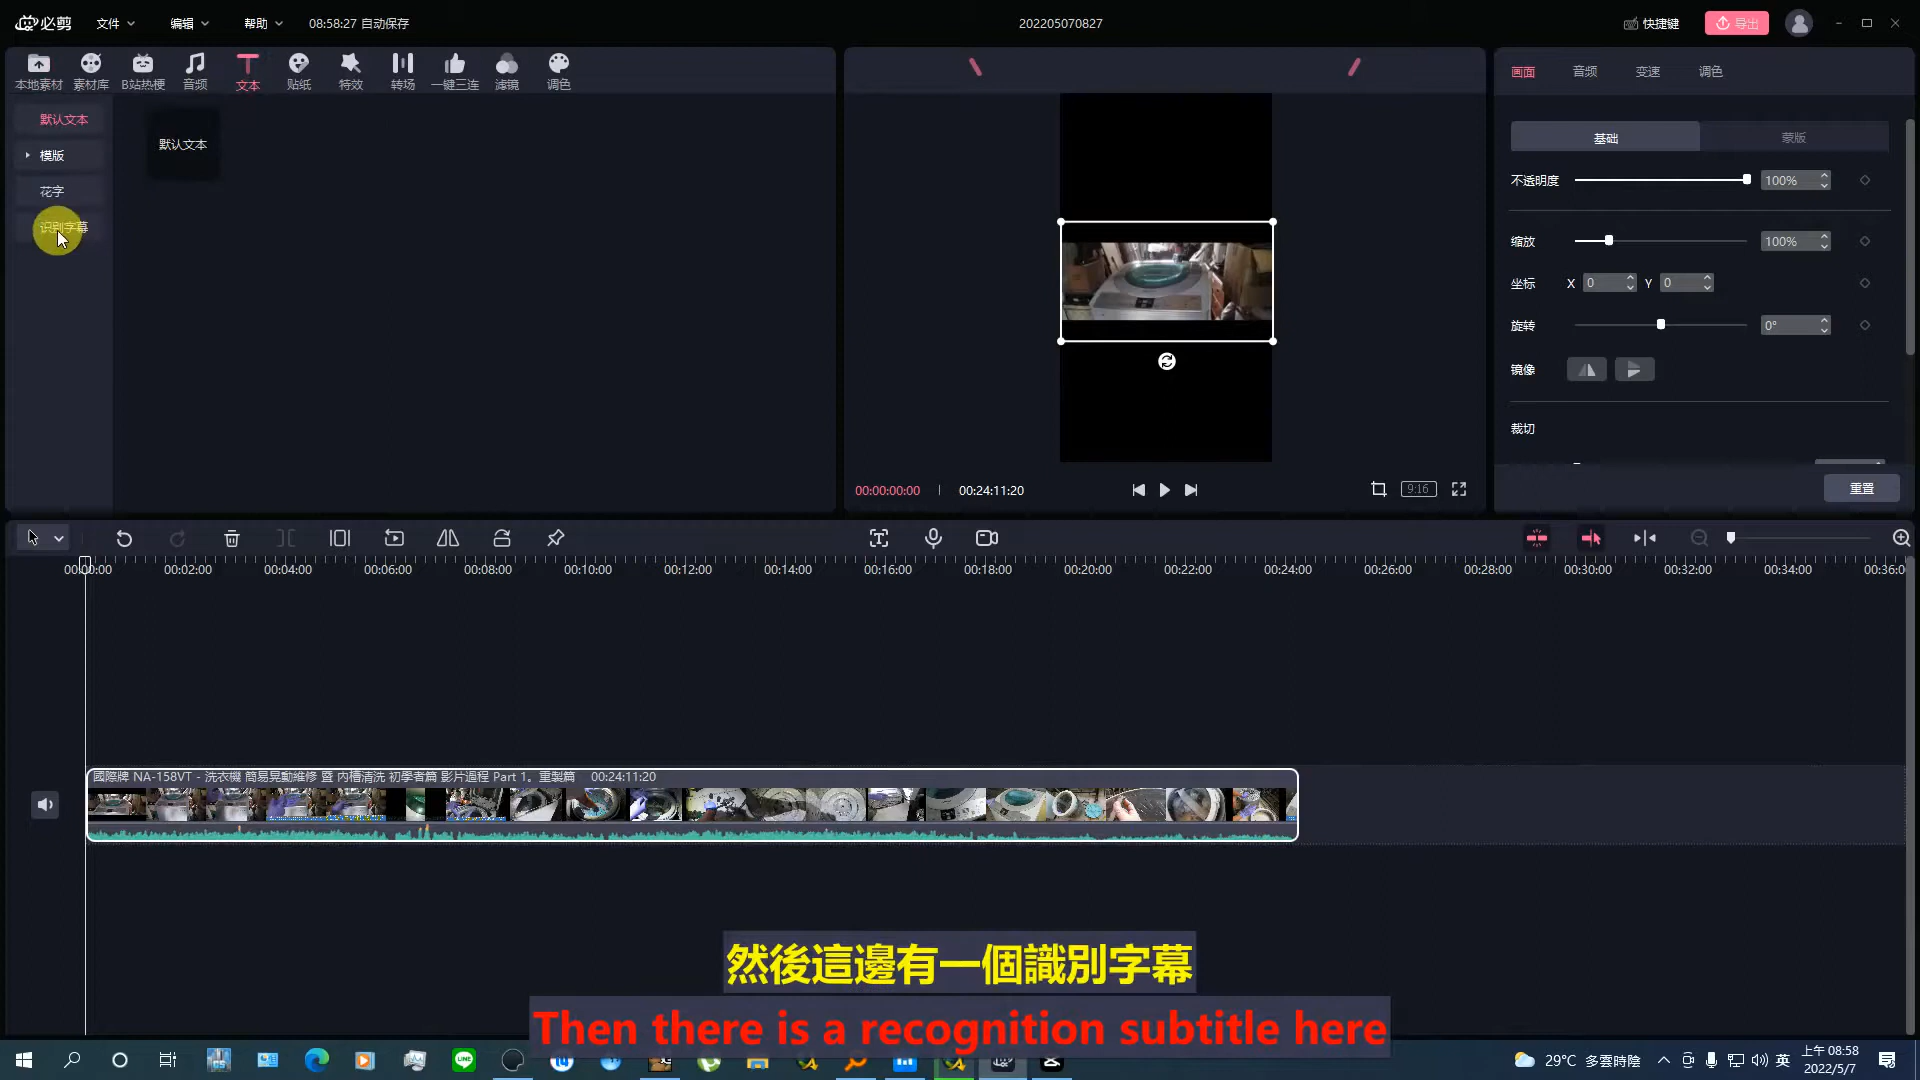 必剪 文件 编辑 帮助 08:58:27 自动保存 202205070827 快捷键 导出
本地素材 素材库 B站热梗 音频 文本 贴纸 特效 转场 一键三连 滤镜 调色
默认文本
模版
花字
识别字幕
默认文本
00:00:00:00 00:24:11:20 9:16
画面 音频 变速 调色
基础 蒙版
不透明度 100%
缩放 100%
坐标 X 0 Y 0
旋转 0°
镜像
裁切
重置
00:00:00 00:02:00 00:04:00 00:06:00 00:08:00 00:10:00 00:12:00 00:14:00 00:16:00 00:18:00 00:20:00 00:22:00 00:24:00 00:26:00 00:28:00 00:30:00 00:32:00 00:34:00 00:36:0
國際牌 NA-158VT - 洗衣機 簡易晃動維修 暨 內槽清洗 初學者篇 影片過程 Part 1。重製篇 00:24:11:20
然後這邊有一個識別字幕
Then there is a recognition subtitle here
29°C 多雲時陰 英 上午 08:58
2022/5/7